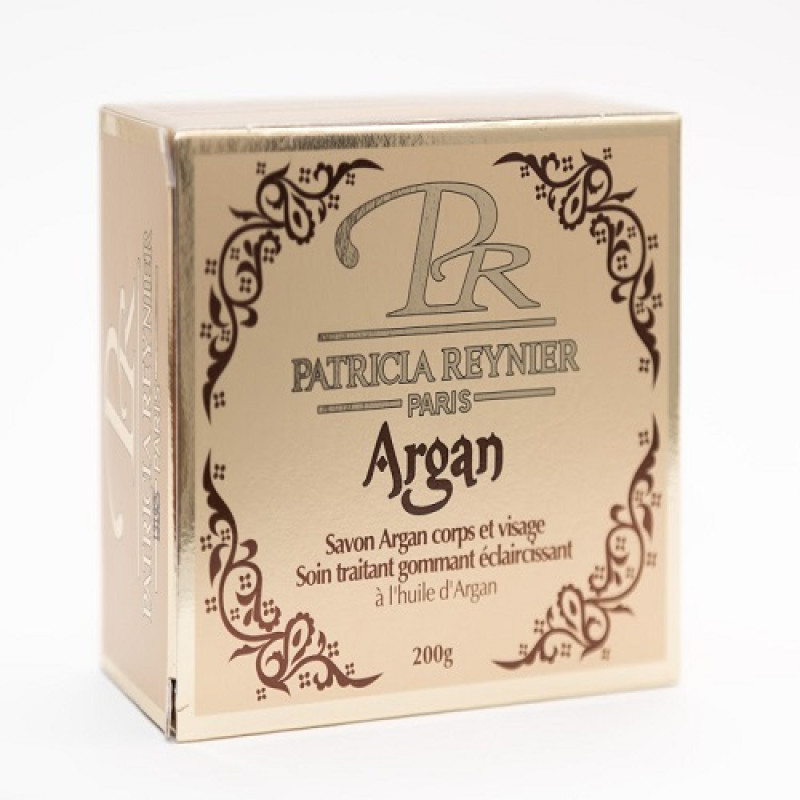 PR
PATRICIA REYNIER
PARIS
Argan
Savon Argan corps et visage
Soin traitant gommant éclaircissant
à l'huile d'Argan
200g
PR
PATRICIA REYNIER
PARIS